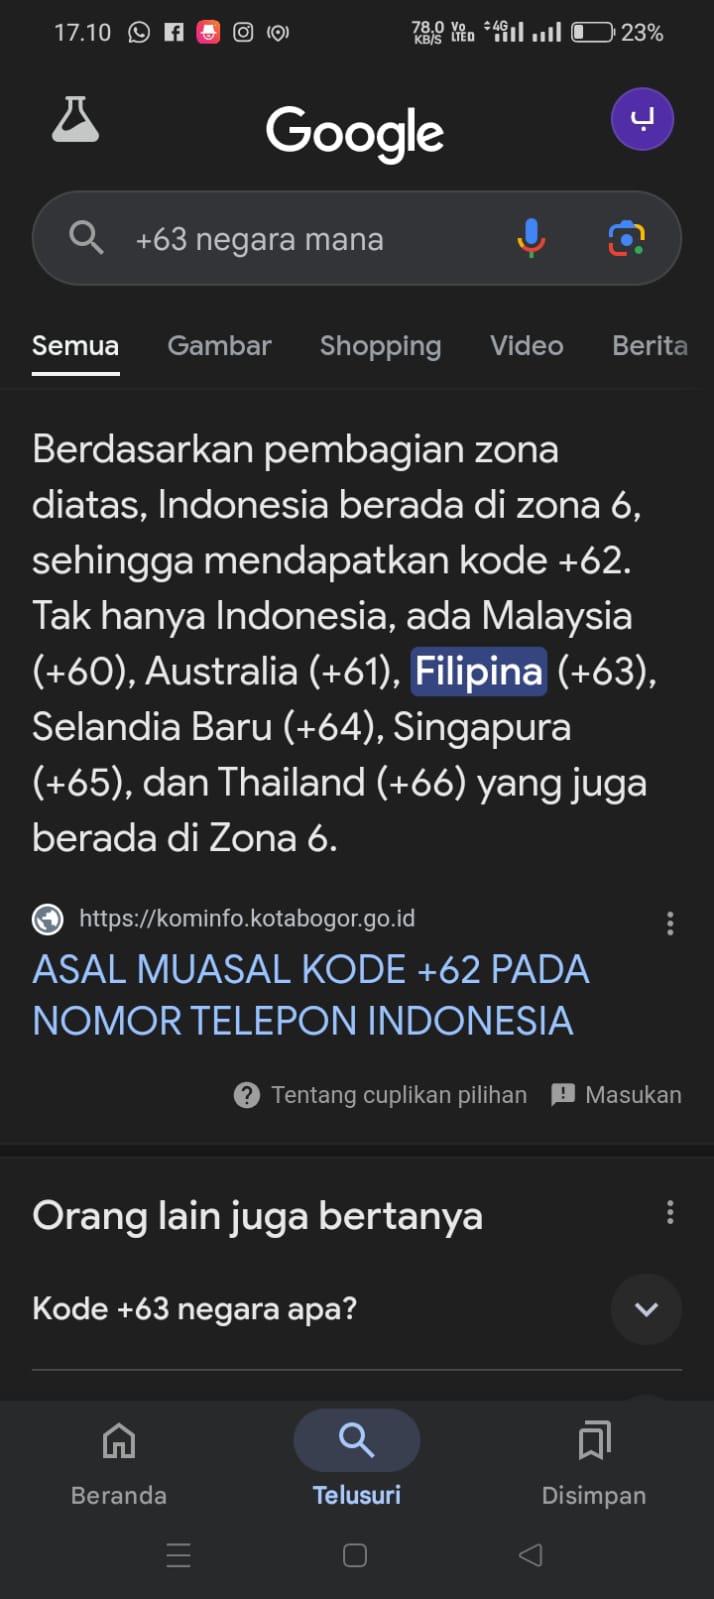 17.10 78.0 KB/S Vo LTED 4G 23%
Google ب
+63 negara mana
Semua Gambar Shopping Video Berita
Berdasarkan pembagian zona
diatas, Indonesia berada di zona 6,
sehingga mendapatkan kode +62.
Tak hanya Indonesia, ada Malaysia
(+60), Australia (+61), Filipina (+63),
Selandia Baru (+64), Singapura
(+65), dan Thailand (+66) yang juga
berada di Zona 6.
https://kominfo.kotabogor.go.id
ASAL MUASAL KODE +62 PADA
NOMOR TELEPON INDONESIA
Tentang cuplikan pilihan Masukan
Orang lain juga bertanya
Kode +63 negara apa?
Beranda Telusuri Disimpan